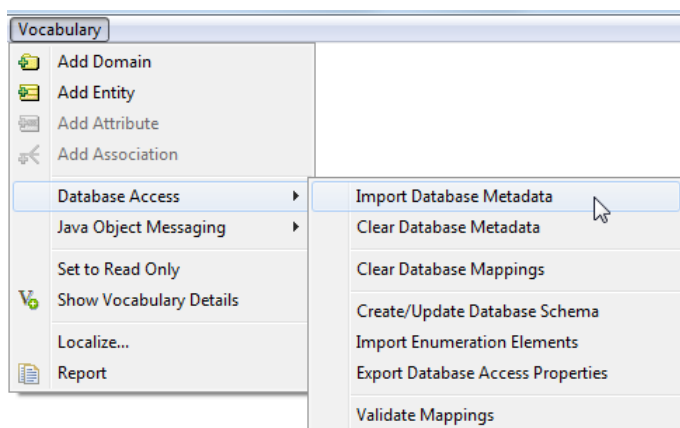 Vocabulary
Add Domain
Add Entity
Add Attribute
Add Association
Database Access
Java Object Messaging
Set to Read Only
Show Vocabulary Details
Localize...
Report
Import Database Metadata
Clear Database Metadata
Clear Database Mappings
Create/Update Database Schema
Import Enumeration Elements
Export Database Access Properties
Validate Mappings